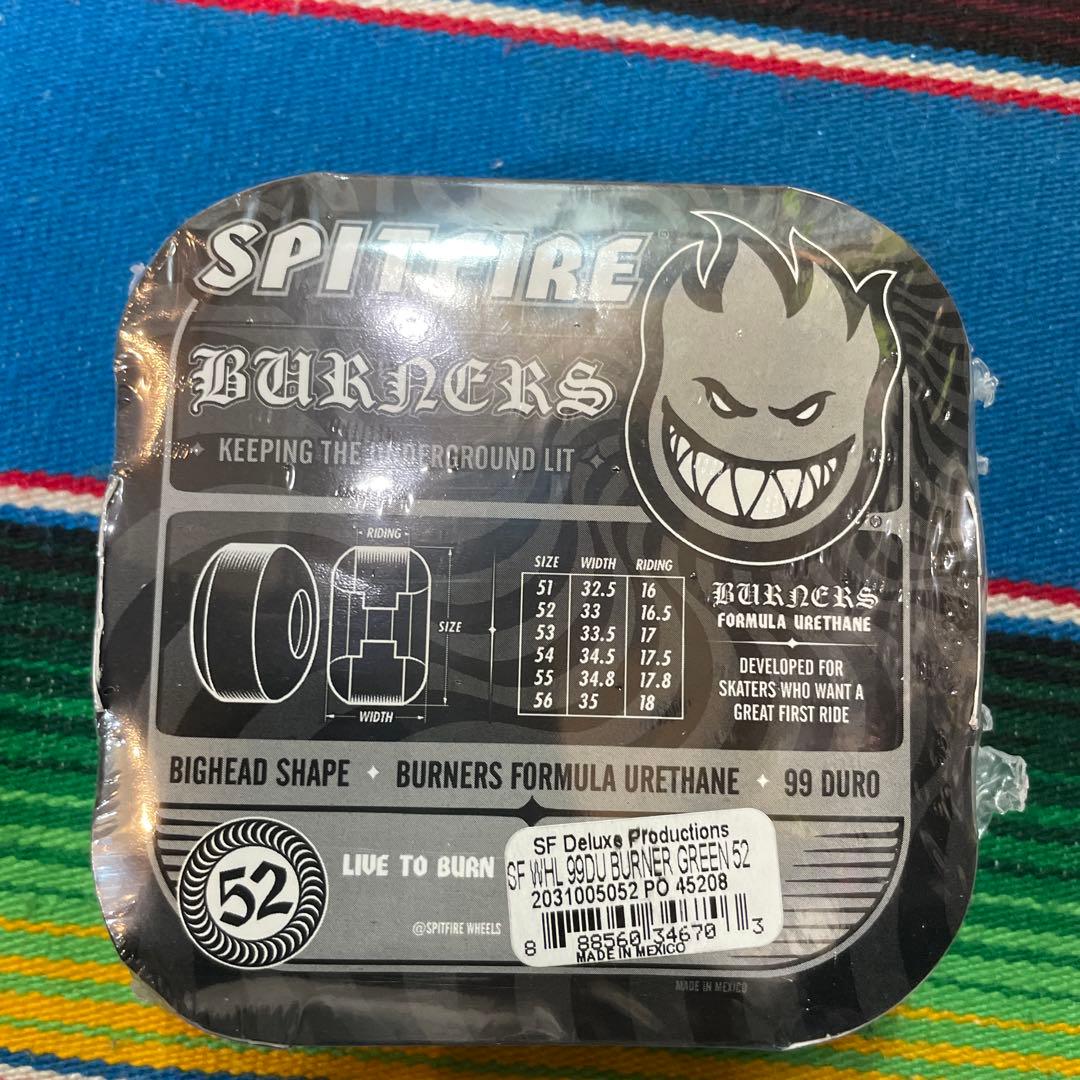 SPITFIRE
BURNERS
KEEPING THE UNDERGROUND LIT
RIDING
SIZE
WIDTH
SIZE WIDTH RIDING
51 32.5 16
52 33 16.5
53 33.5 17
54 34.5 17.5
55 34.8 17.8
56 35 18
BURNERS
FORMULA URETHANE
DEVELOPED FOR
SKATERS WHO WANT A
GREAT FIRST RIDE
BIGHEAD SHAPE BURNERS FORMULA URETHANE 99 DURO
52
LIVE TO BURN
@SPITFIRE WHEELS
SF Deluxe Productions
SF WHL 99DU BURNER GREEN 52
2031005052 PO 45208
8 88560 34670 3
MADE IN MEXICO
MADE IN MEXICO